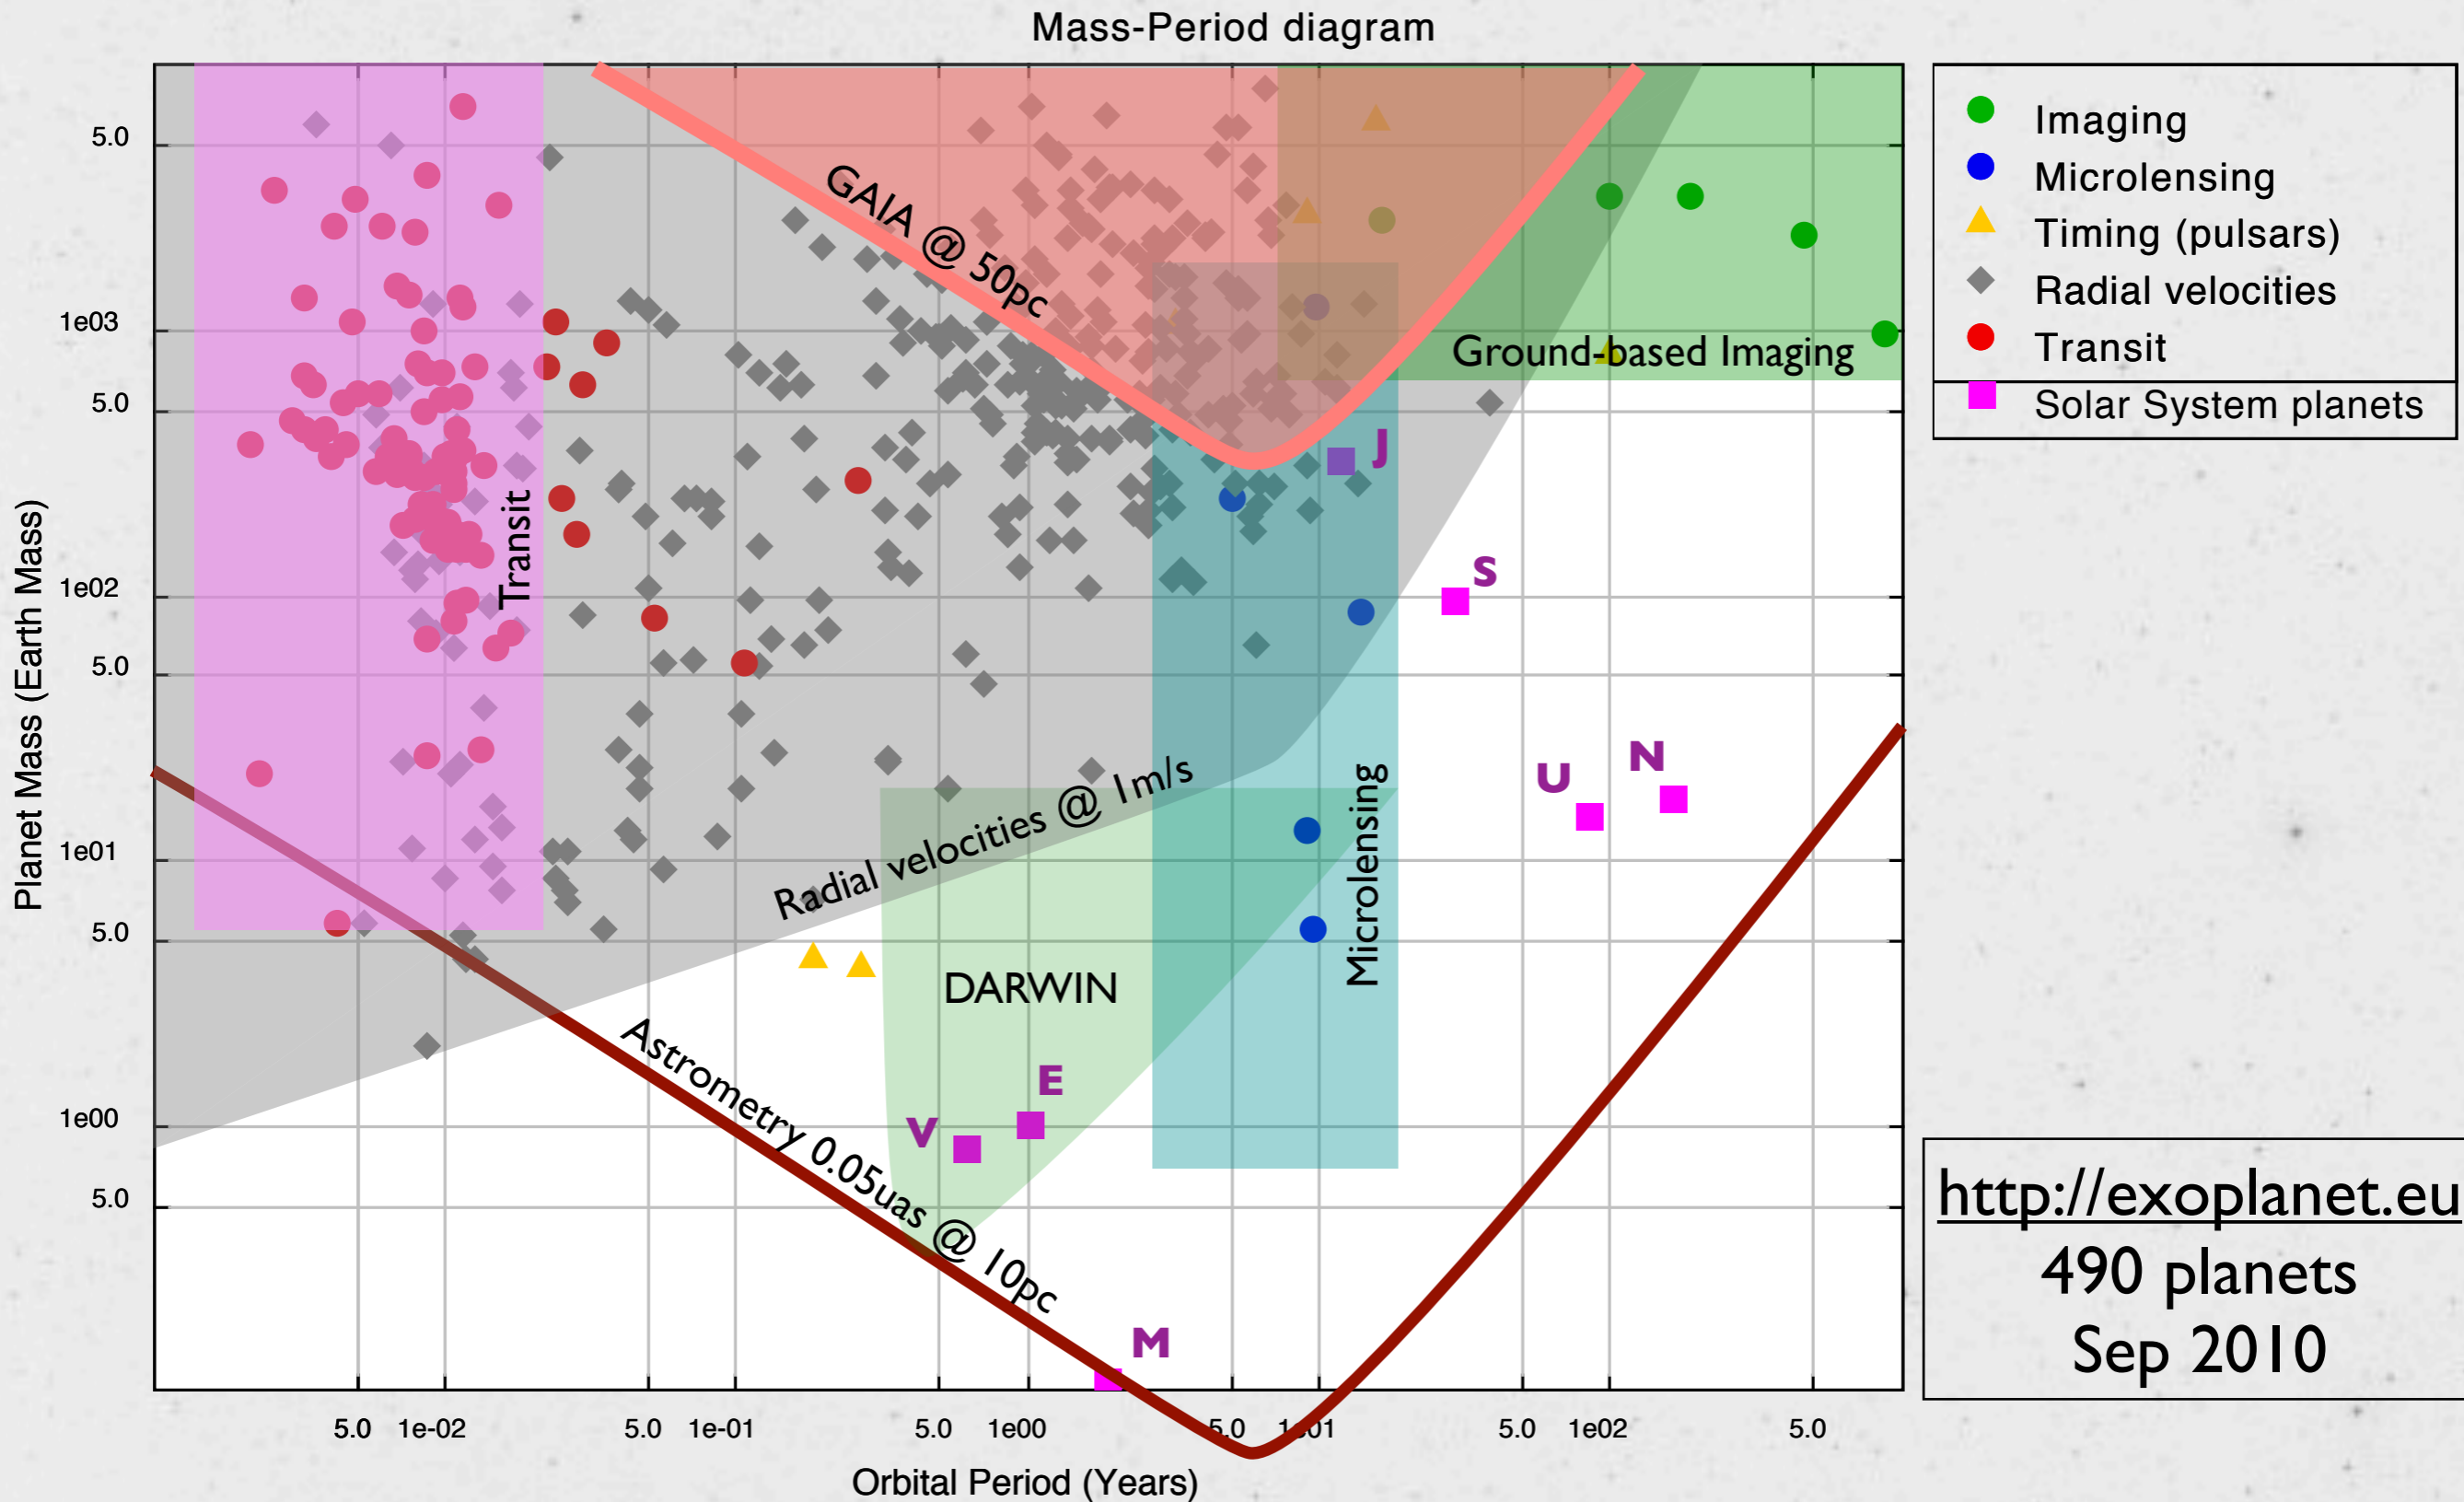 Mass-Period diagram
Planet Mass (Earth Mass)
5.0
1e03
5.0
1e02
5.0
1e01
5.0
1e00
5.0
GAIA @ 50pc
Ground-based Imaging
Transit
J
S
U
N
Radial velocities @ 1m/s
Microlensing
DARWIN
E
V
Astrometry 0.05uas @ 10pc
M
5.0 1e-02 5.0 1e-01 5.0 1e00 5.0 1e01 5.0 1e02 5.0
Orbital Period (Years)
Imaging
Microlensing
Timing (pulsars)
Radial velocities
Transit
Solar System planets
http://exoplanet.eu
490 planets
Sep 2010